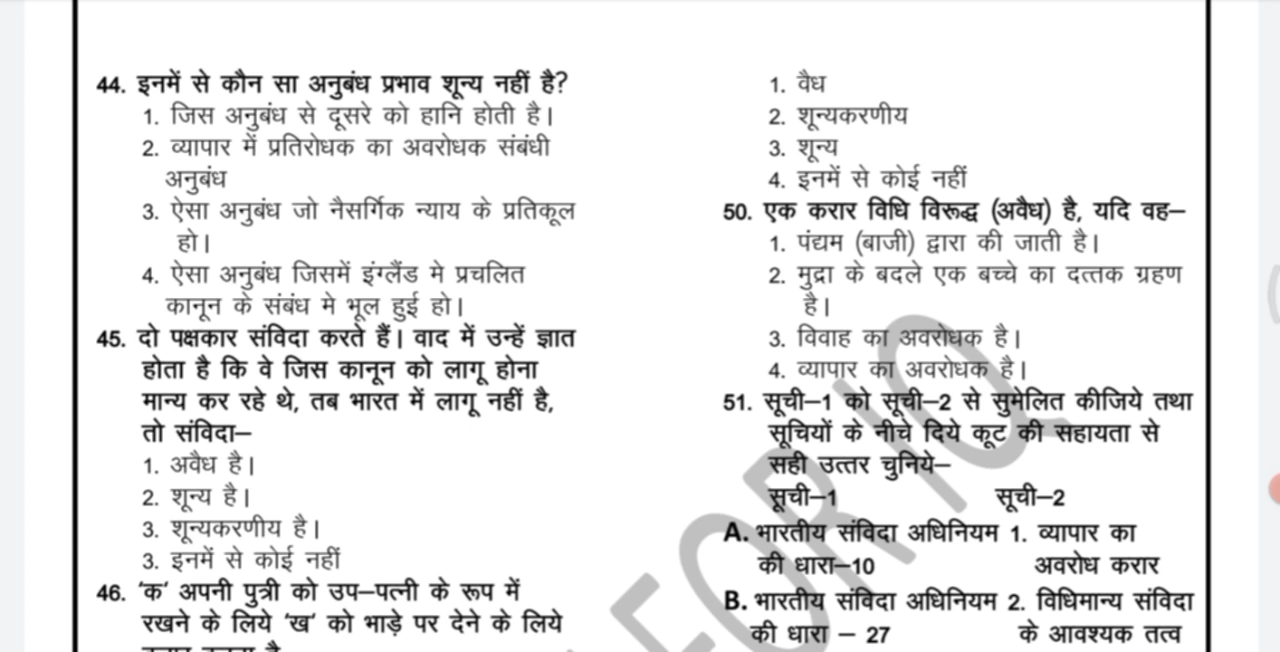 44. इनमें से कौन सा अनुबंध प्रभाव शून्य नहीं है?
1. जिस अनुबंध से दूसरे को हानि होती है।
2. व्यापार में प्रतिरोधक का अवरोधक संबंधी
अनुबंध
3. ऐसा अनुबंध जो नैसर्गिक न्याय के प्रतिकूल
हो।
4. ऐसा अनुबंध जिसमें इंग्लैंड मे प्रचलित
कानून के संबंध मे भूल हुई हो।
45. दो पक्षकार संविदा करते हैं। वाद में उन्हें ज्ञात
होता है कि वे जिस कानून को लागू होना
मान्य कर रहे थे, तब भारत में लागू नहीं है,
तो संविदा–
1. अवैध है।
2. शून्य है।
3. शून्यकरणीय है।
3. इनमें से कोई नहीं
46. 'क' अपनी पुत्री को उप–पत्नी के रूप में
रखने के लिये 'ख' को भाड़े पर देने के लिये
1. वैध
2. शून्यकरणीय
3. शून्य
4. इनमें से कोई नहीं
50. एक करार विधि विरूद्ध (अवैध) है, यदि वह–
1. पंद्यम (बाजी) द्वारा की जाती है।
2. मुद्रा के बदले एक बच्चे का दत्तक ग्रहण
है।
3. विवाह का अवरोधक है।
4. व्यापार का अवरोधक है।
51. सूची–1 को सूची–2 से सुमेलित कीजिये तथा
सूचियों के नीचे दिये कूट की सहायता से
सही उत्तर चुनिये–
सूची–1 सूची–2
A. भारतीय संविदा अधिनियम 1. व्यापार का
की धारा–10 अवरोध करार
B. भारतीय संविदा अधिनियम 2. विधिमान्य संविदा
की धारा – 27 के आवश्यक तत्व
FOR IQ